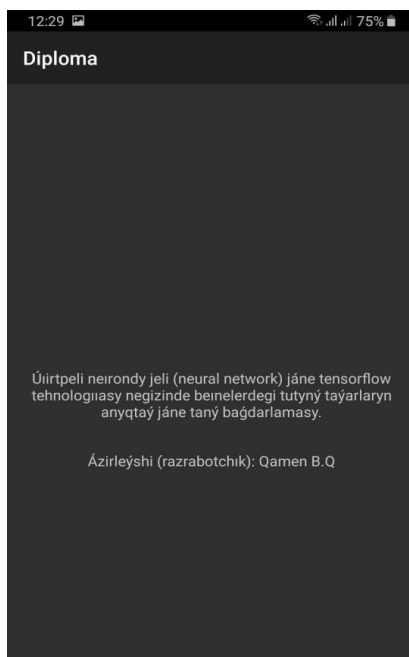 12:29 75%
Diploma
Úıirtpeli neırondy jeli (neural network) jáne tensorflow
tehnologııasy negizinde beınelerdegi tutyný taýarlaryn
anyqtaý jáne taný baǵdarlamasy.
Ázirleýshi (razrabotchık): Qamen B.Q